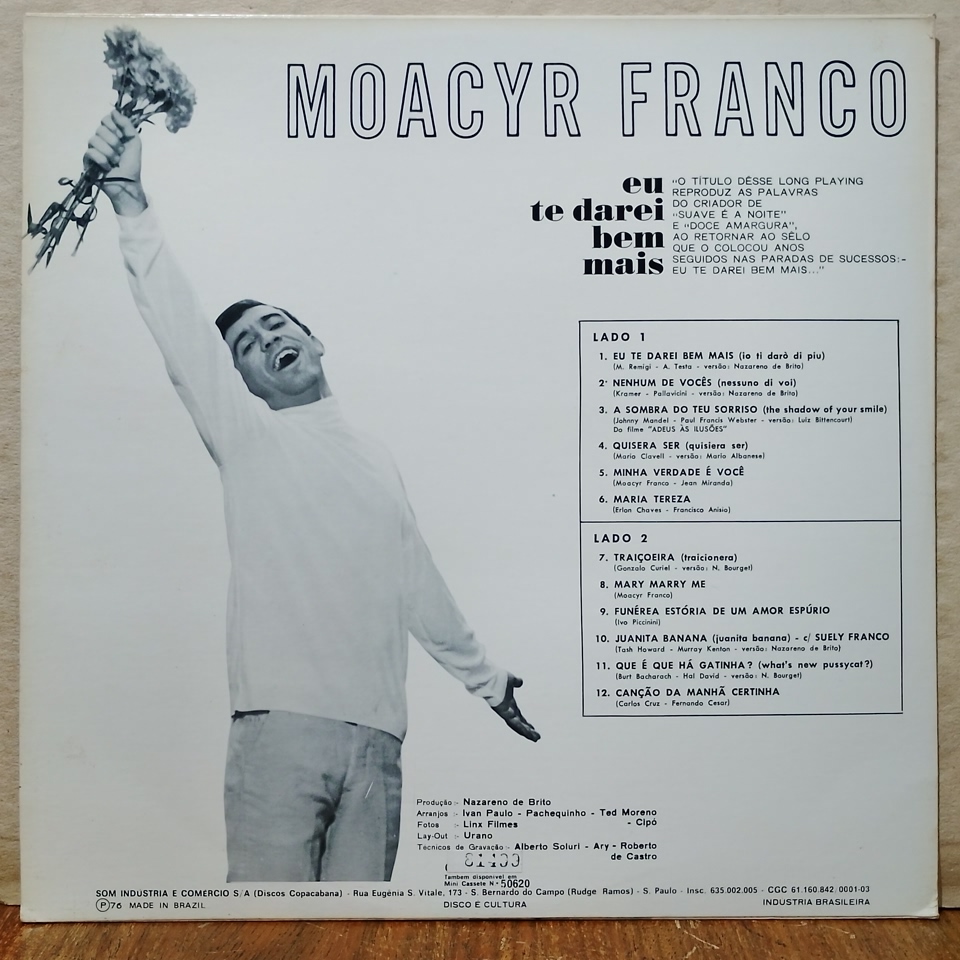 MOACYR FRANCO
eu
te darei
bem
mais
"O TÍTULO DÊSSE LONG PLAYING
REPRODUZ AS PALAVRAS
DO CRIADOR DE
"SUAVE É A NOITE"
E "DOCE AMARGURA",
AO RETORNAR AO SÊLO
QUE O COLOCOU ANOS
SEGUIDOS NAS PARADAS DE SUCESSOS:-
EU TE DAREI BEM MAIS..."
LADO 1
1. EU TE DAREI BEM MAIS (io ti darò di piu)
(M. Remigi - A. Testa - versão: Nazareno de Brito)
2. NENHUM DE VOCÊS (nessuno di voi)
(Kramer - Pallavicini - versão: Nazareno de Brito)
3. A SOMBRA DO TEU SORRISO (the shadow of your smile)
(Johnny Mandel - Paul Francis Webster - versão: Luiz Bittencourt)
Do filme "ADEUS ÀS ILUSÕES"
4. QUISERA SER (quisiera ser)
(Mario Clavell - versão: Mario Albanese)
5. MINHA VERDADE É VOCÊ
(Moacyr Franco - Jean Miranda)
6. MARIA TEREZA
(Erlon Chaves - Francisco Anísio)
LADO 2
7. TRAIÇOEIRA (traicionera)
(Gonzalo Curiel - versão: N. Bourget)
8. MARY MARRY ME
(Moacyr Franco)
9. FUNÉREA ESTÓRIA DE UM AMOR ESPÚRIO
(Ivo Piccinini)
10. JUANITA BANANA (juanita banana) - c/ SUELY FRANCO
(Tash Howard - Murray Kenton - versão: Nazareno de Brito)
11. QUE É QUE HÁ GATINHA? (what's new pussycat?)
(Burt Bacharach - Hal David - versão: N. Bourget)
12. CANÇÃO DA MANHÃ CERTINHA
(Carlos Cruz - Fernando Cesar)
Produção :- Nazareno de Brito
Arranjos :- Ivan Paulo - Pachequinho - Ted Moreno
- Cipó
Fotos :- Linx Filmes
Lay-Out :- Urano
Técnicos de Gravação:- Alberto Soluri - Ary - Roberto
de Castro
Tambem disponivel em
Mini Cassete N.º 50620
SOM INDUSTRIA E COMERCIO S/A (Discos Copacabana) - Rua Eugênia S. Vitale, 173 - S. Bernardo do Campo (Rudge Ramos) - S. Paulo - Insc. 635.002.005 - CGC 61.160.842 0001-03
Ⓟ76 MADE IN BRAZIL
DISCO E CULTURA
INDUSTRIA BRASILEIRA